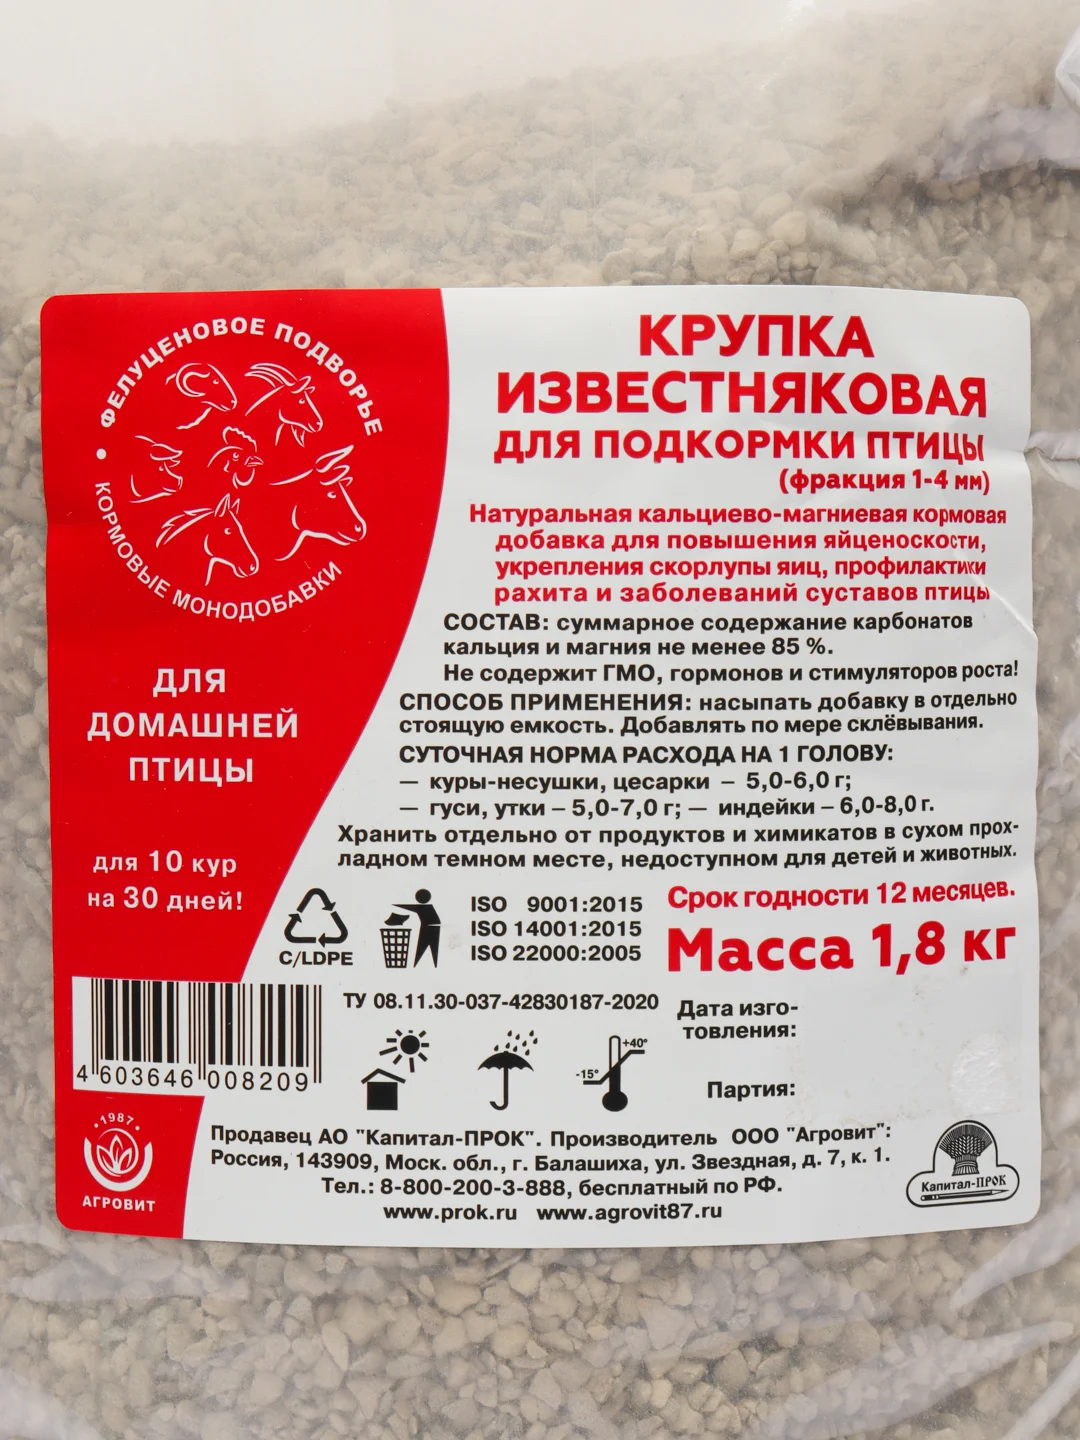 ФЕЛУЦЕНОВОЕ ПОДВОРЬЕ
КОРМОВЫЕ МОНОДОБАВКИ
ДЛЯ
ДОМАШНЕЙ
ПТИЦЫ
для 10 кур
на 30 дней!
КРУПКА
ИЗВЕСТНЯКОВАЯ
ДЛЯ ПОДКОРМКИ ПТИЦЫ
(фракция 1-4 мм)
Натуральная кальциево-магниевая кормовая
добавка для повышения яйценоскости,
укрепления скорлупы яиц, профилактики
рахита и заболеваний суставов птицы
СОСТАВ: суммарное содержание карбонатов
кальция и магния не менее 85 %.
Не содержит ГМО, гормонов и стимуляторов роста!
СПОСОБ ПРИМЕНЕНИЯ: насыпать добавку в отдельно
стоящую емкость. Добавлять по мере склёвывания.
СУТОЧНАЯ НОРМА РАСХОДА НА 1 ГОЛОВУ:
— куры-несушки, цесарки – 5,0-6,0 г;
— гуси, утки – 5,0-7,0 г; — индейки – 6,0-8,0 г.
Хранить отдельно от продуктов и химикатов в сухом прох-
ладном темном месте, недоступном для детей и животных.
C/LDPE
ISO 9001:2015
ISO 14001:2015
ISO 22000:2005
Срок годности 12 месяцев.
Масса 1,8 кг
ТУ 08.11.30-037-42830187-2020
Дата изго-
товления:
Партия:
-15° +40°
4 603646 008209
1987
АГРОВИТ
Продавец АО "Капитал-ПРОК". Производитель ООО "Агровит":
Россия, 143909, Моск. обл., г. Балашиха, ул. Звездная, д. 7, к. 1.
Тел.: 8-800-200-3-888, бесплатный по РФ.
www.prok.ru www.agrovit87.ru
Капитал-ПРОК